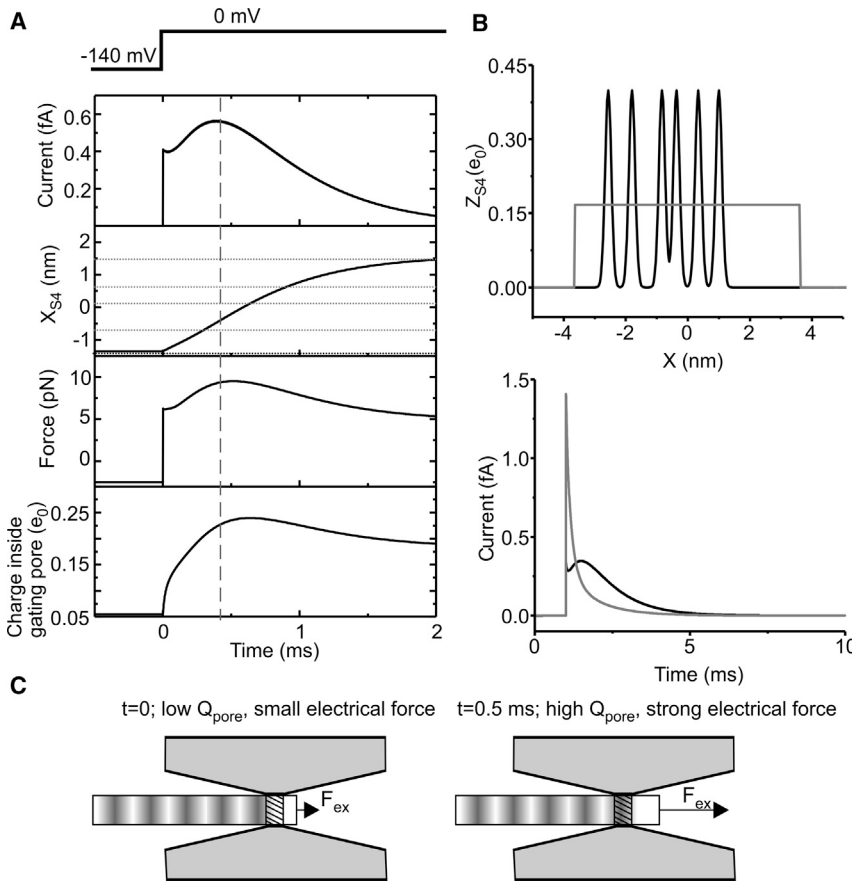 A
0 mV
-140 mV
Current (fA)
0.6
0.4
0.2
X_S4 (nm)
2
1
0
-1
Force (pN)
10
5
0
Charge inside
gating pore (e_0)
0.25
0.15
0.05
0 1 2
Time (ms)
B
Z_S4(e_0)
0.45
0.30
0.15
0.00
-4 -2 0 2 4
X (nm)
Current (fA)
1.5
1.0
0.5
0.0
0 5 10
Time (ms)
C
t=0; low Q_pore, small electrical force
t=0.5 ms; high Q_pore, strong electrical force
F_ex
F_ex